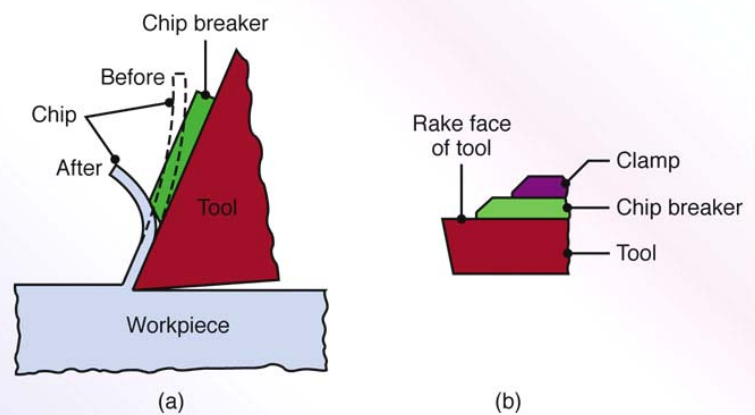 Chip breaker
Before
Chip
After
Tool
Workpiece
(a)
Rake face
of tool
Clamp
Chip breaker
Tool
(b)